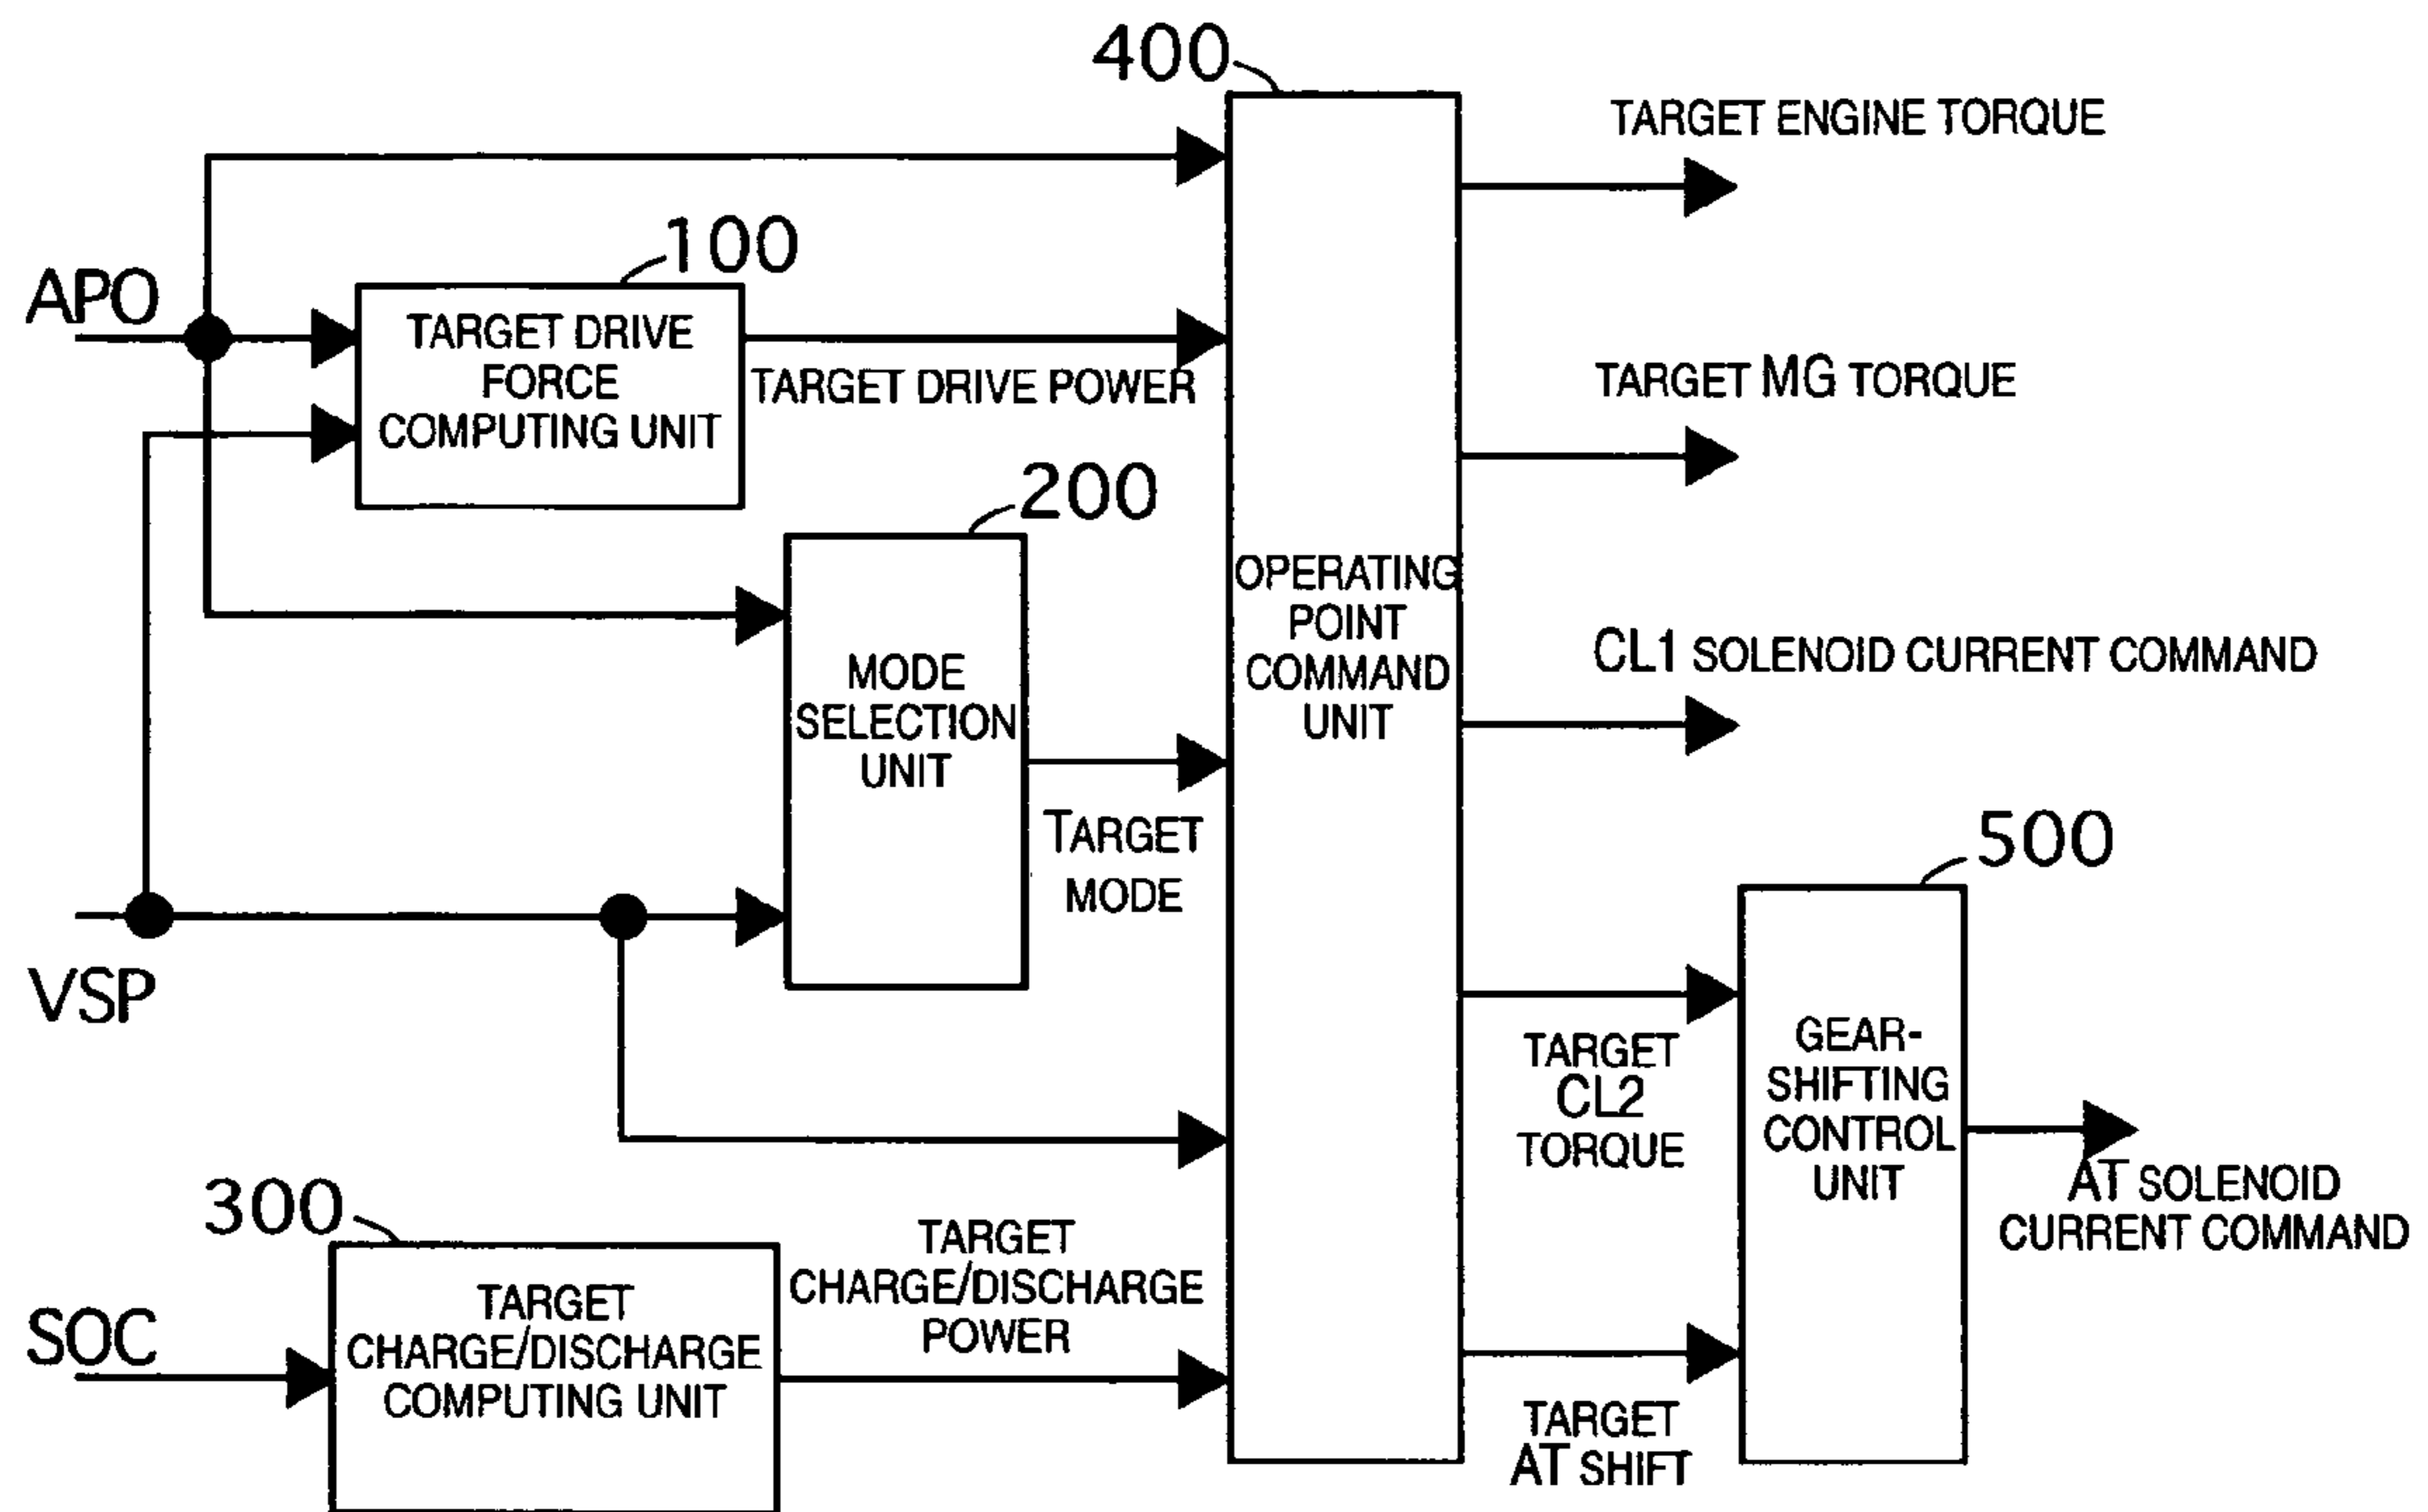 400
TARGET ENGINE TORQUE
100
APO
TARGET DRIVE
FORCE
COMPUTING UNIT
TARGET DRIVE POWER
TARGET MG TORQUE
200
OPERATING
POINT
COMMAND
UNIT
MODE
SELECTION
UNIT
CL1 SOLENOID CURRENT COMMAND
TARGET
MODE
500
VSP
TARGET
CL2
TORQUE
GEAR-
SHIFTING
CONTROL
UNIT
AT SOLENOID
CURRENT COMMAND
300
TARGET
CHARGE/DISCHARGE
POWER
SOC
TARGET
CHARGE/DISCHARGE
COMPUTING UNIT
TARGET
AT SHIFT